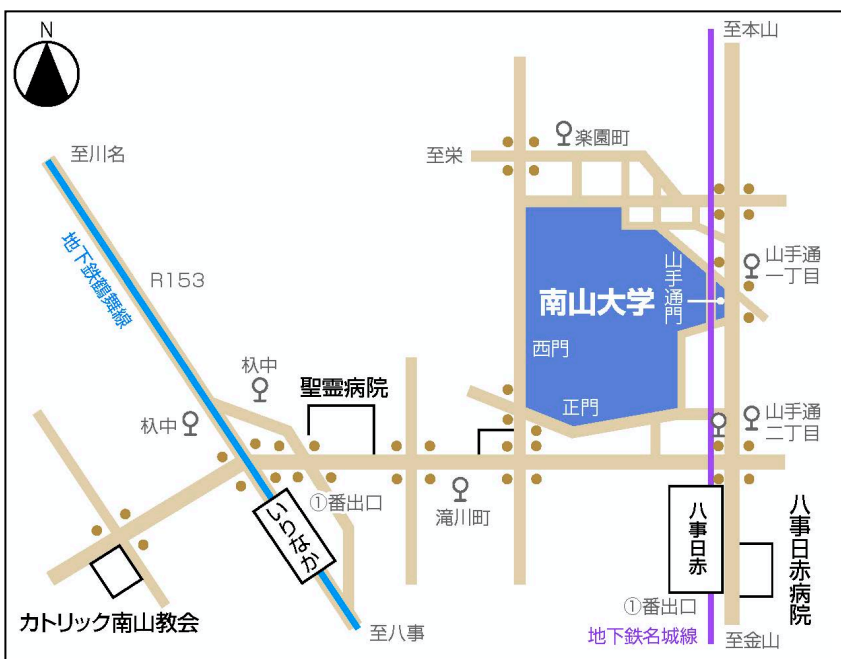 N
至本山
至川名
至栄
楽園町
地下鉄鶴舞線
R153
山手通
一丁目
山手通門
南山大学
西門
杁中
聖霊病院
正門
杁中
山手通
二丁目
①番出口
滝川町
いりなか
八事日赤
八事日赤病院
カトリック南山教会
①番出口
至八事
地下鉄名城線
至金山